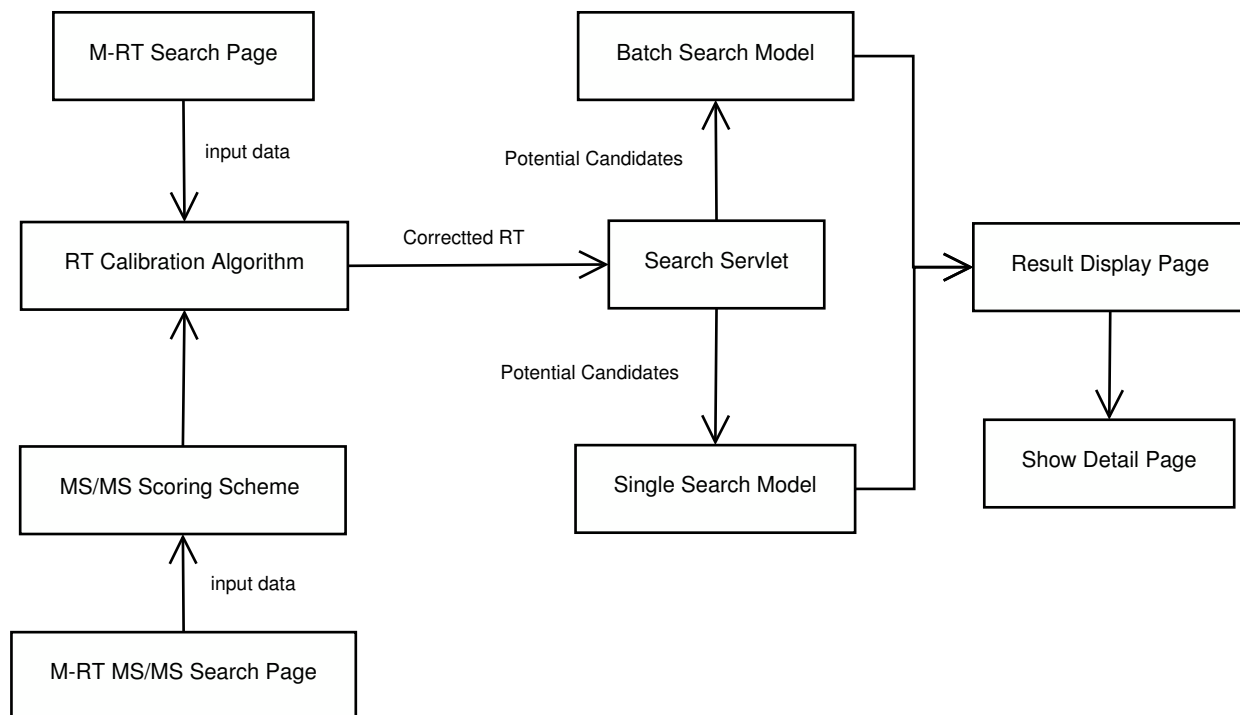 M-RT Search Page
Batch Search Model
input data
Potential Candidates
Correctted RT
RT Calibration Algorithm
Search Servlet
Result Display Page
Potential Candidates
MS/MS Scoring Scheme
Single Search Model
Show Detail Page
input data
M-RT MS/MS Search Page